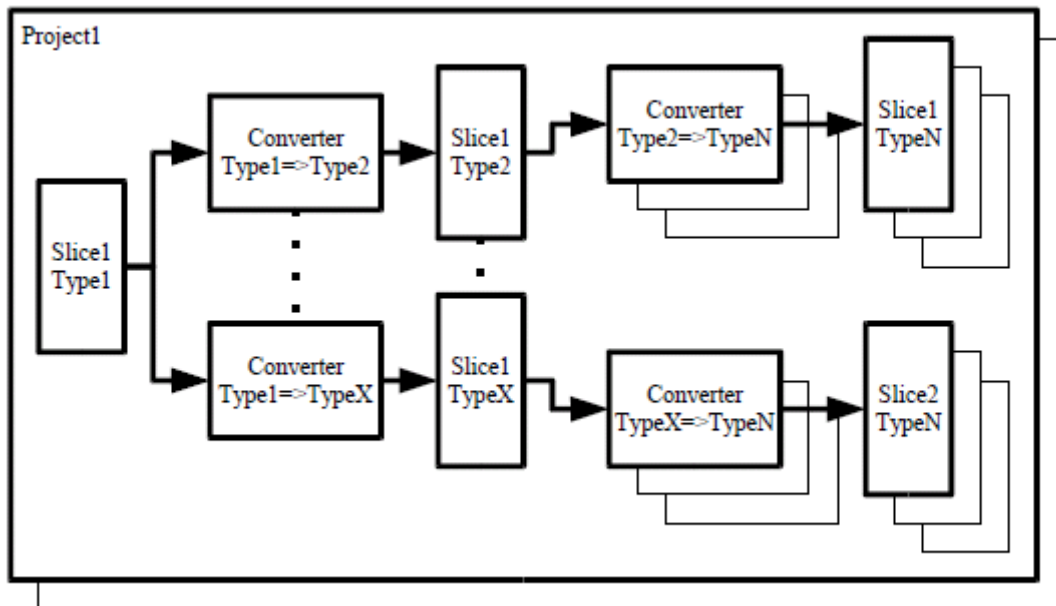 Project1
Slice1
Type1
Converter
Type1=>Type2
Slice1
Type2
Converter
Type2=>TypeN
Slice1
TypeN
Converter
Type1=>TypeX
Slice1
TypeX
Converter
TypeX=>TypeN
Slice2
TypeN